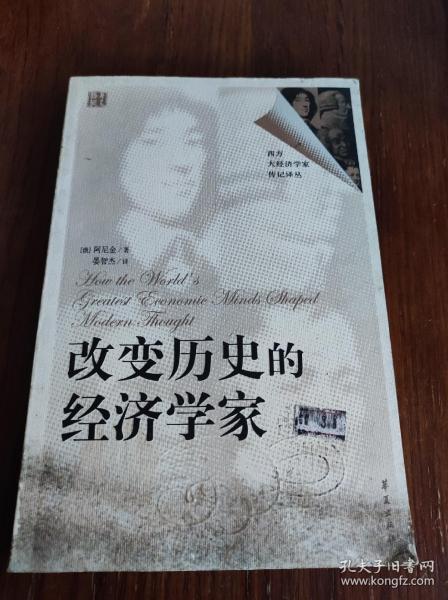 西方
大经济学家
传记译丛
[俄] 阿尼金／著
晏智杰／译
How the World's
Greatest Economic Minds Shaped
Modern Thought
改变历史的
经济学家
华夏出版社
孔夫子旧书网
www.kongfz.com